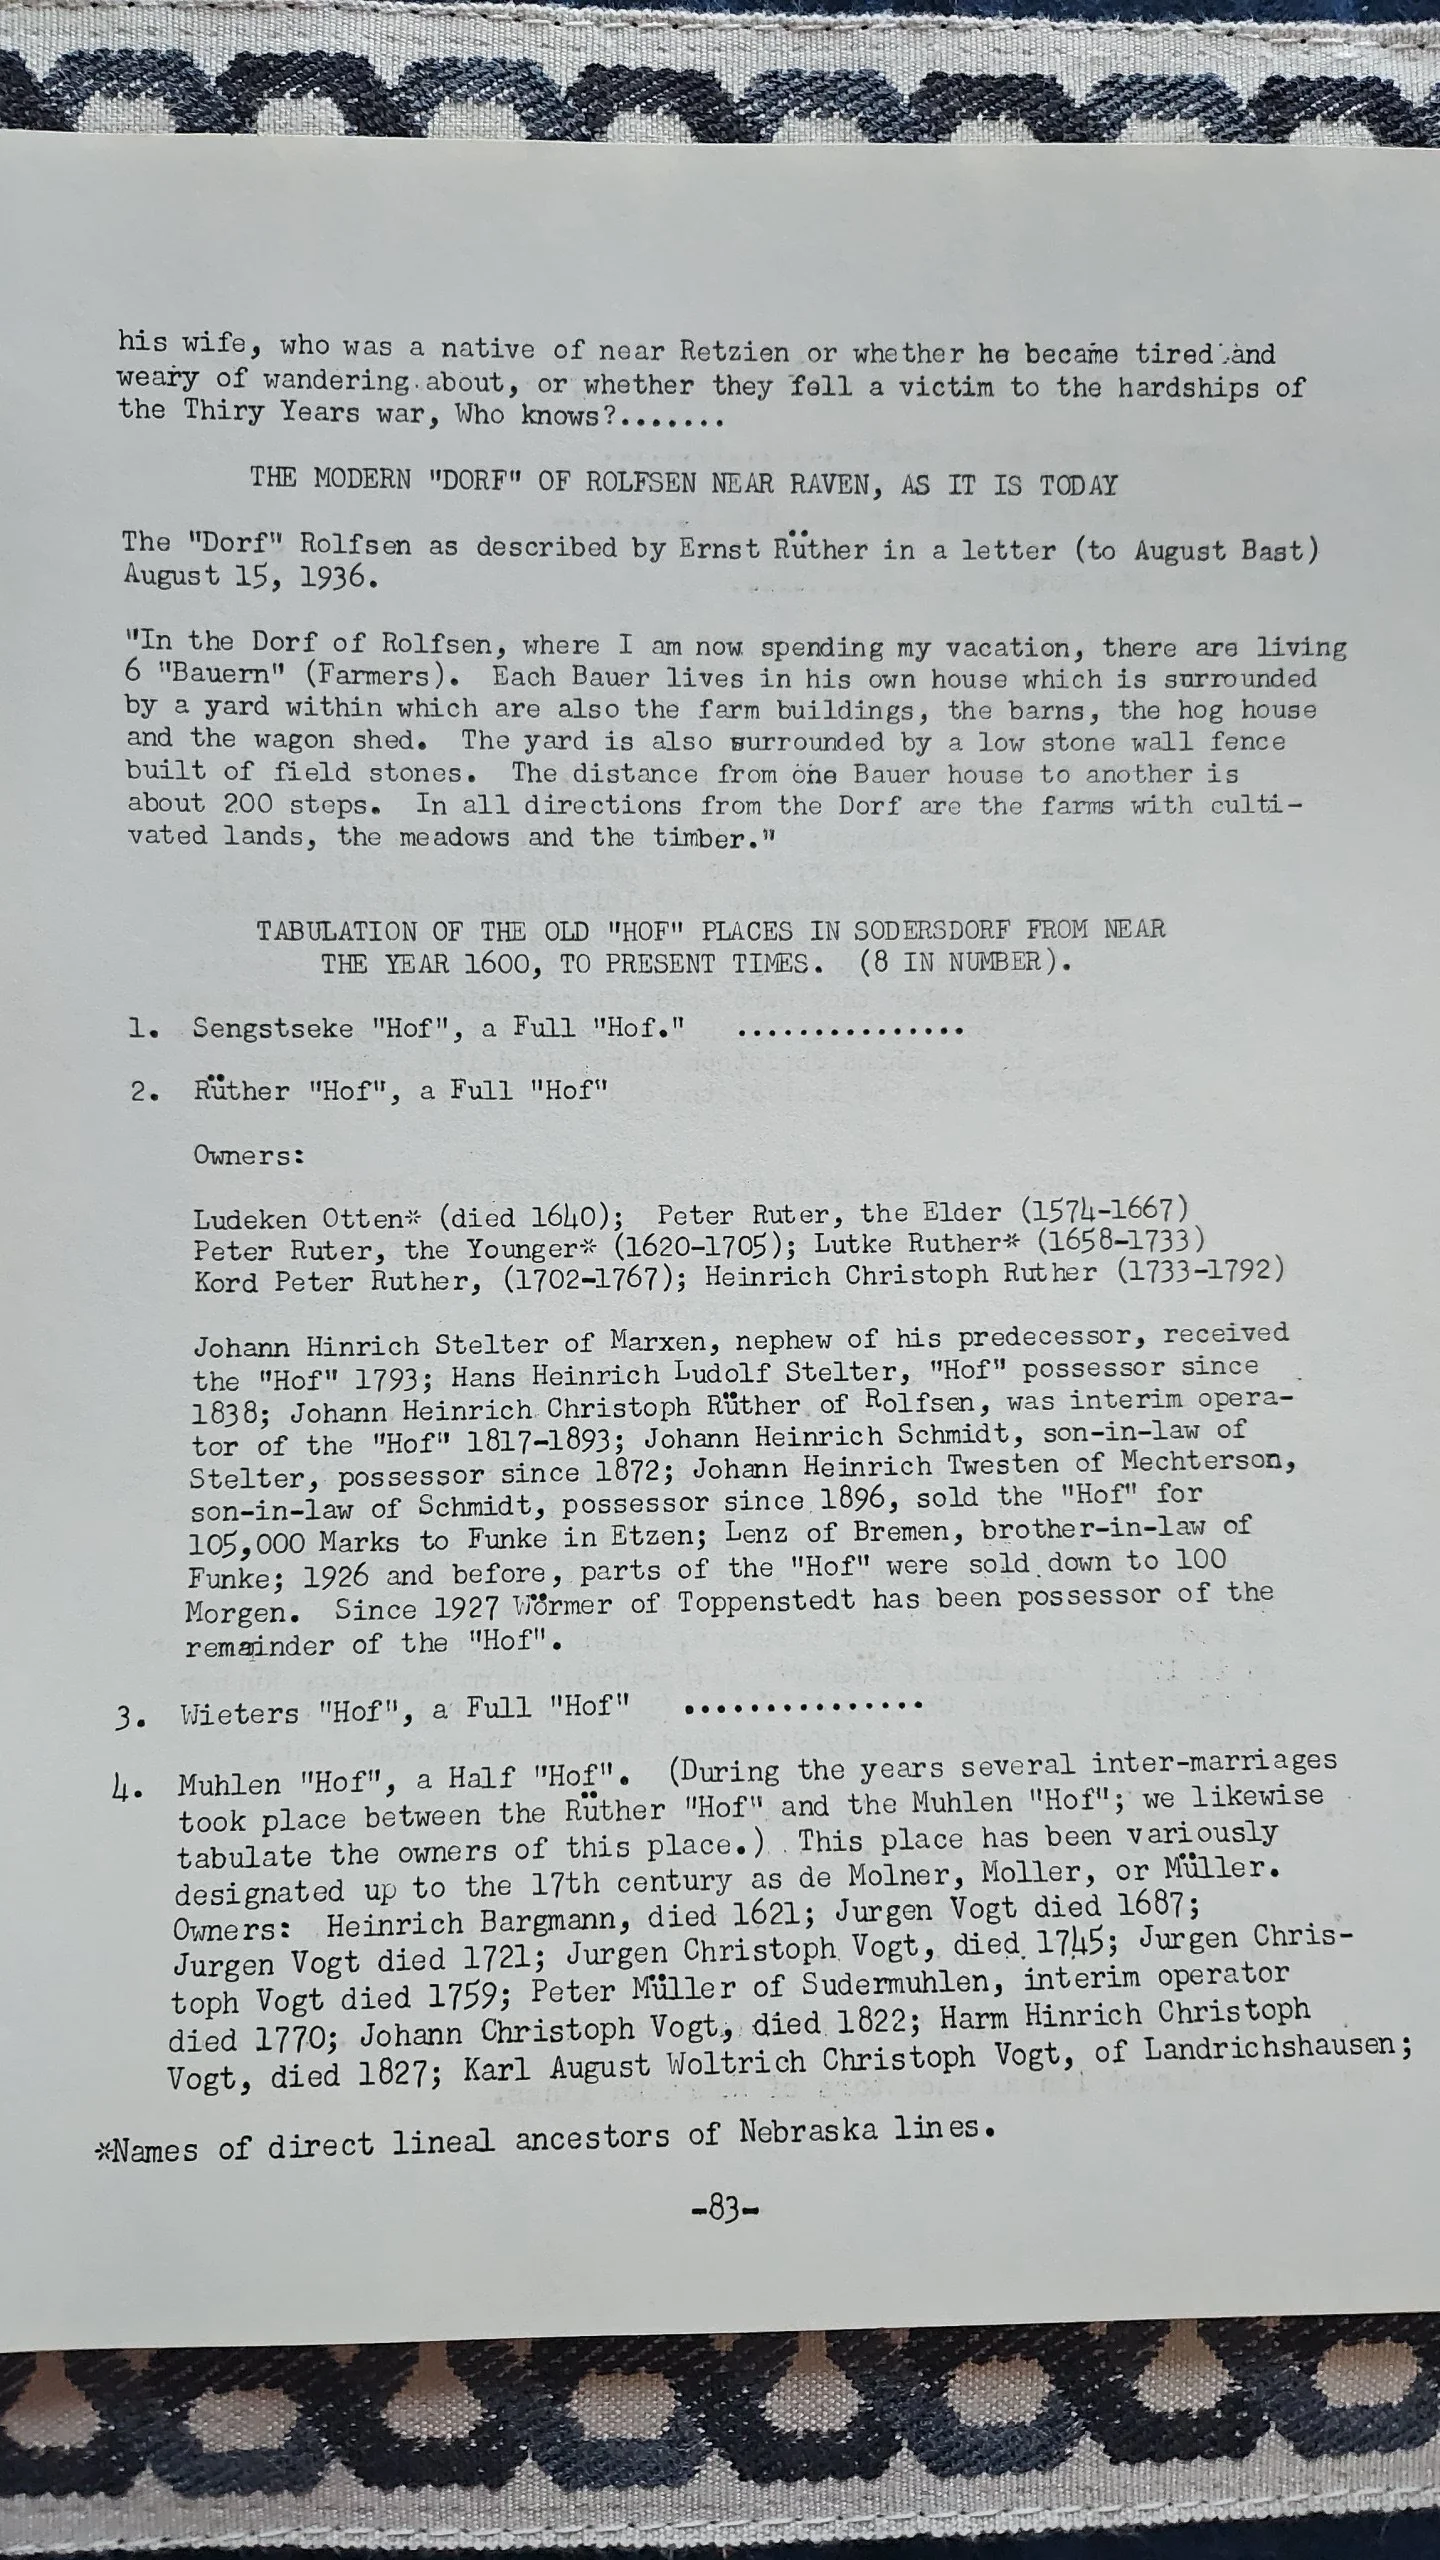 his wife, who was a native of near Retzien or whether he became tired and
weary of wandering about, or whether they fell a victim to the hardships of
the Thiry Years war, Who knows?.......
THE MODERN "DORF" OF ROLFSEN NEAR RAVEN, AS IT IS TODAY
The "Dorf" Rolfsen as described by Ernst Rüther in a letter (to August Bast)
August 15, 1936.
"In the Dorf of Rolfsen, where I am now spending my vacation, there are living
6 "Bauern" (Farmers).  Each Bauer lives in his own house which is surrounded
by a yard within which are also the farm buildings, the barns, the hog house
and the wagon shed.  The yard is also surrounded by a low stone wall fence
built of field stones.  The distance from one Bauer house to another is
about 200 steps.  In all directions from the Dorf are the farms with culti-
vated lands, the meadows and the timber."
TABULATION OF THE OLD "HOF" PLACES IN SODERSDORF FROM NEAR
THE YEAR 1600, TO PRESENT TIMES.  (8 IN NUMBER).
1.  Sengstseke "Hof", a Full "Hof."   ...............
2.  Rüther "Hof", a Full "Hof"
Owners:
Ludeken Otten* (died 1640);  Peter Ruter, the Elder (1574-1667)
Peter Ruter, the Younger* (1620-1705); Lutke Ruther* (1658-1733)
Kord Peter Ruther, (1702-1767); Heinrich Christoph Ruther (1733-1792)
Johann Hinrich Stelter of Marxen, nephew of his predecessor, received
the "Hof" 1793; Hans Heinrich Ludolf Stelter, "Hof" possessor since
1838; Johann Heinrich Christoph Rüther of Rolfsen, was interim opera-
tor of the "Hof" 1817-1893; Johann Heinrich Schmidt, son-in-law of
Stelter, possessor since 1872; Johann Heinrich Twesten of Mechterson,
son-in-law of Schmidt, possessor since 1896, sold the "Hof" for
105,000 Marks to Funke in Etzen; Lenz of Bremen, brother-in-law of
Funke; 1926 and before, parts of the "Hof" were sold down to 100
Morgen.  Since 1927 Wörmer of Toppenstedt has been possessor of the
remainder of the "Hof".
3.  Wieters "Hof", a Full "Hof"   ...............
4.  Muhlen "Hof", a Half "Hof".  (During the years several inter-marriages
took place between the Rüther "Hof" and the Muhlen "Hof"; we likewise
tabulate the owners of this place.)  This place has been variously
designated up to the 17th century as de Molner, Moller, or Müller.
Owners:  Heinrich Bargmann, died 1621; Jurgen Vogt died 1687;
Jurgen Vogt died 1721; Jurgen Christoph Vogt, died 1745; Jurgen Chris-
toph Vogt died 1759; Peter Müller of Sudermuhlen, interim operator
died 1770; Johann Christoph Vogt, died 1822; Harm Hinrich Christoph
Vogt, died 1827; Karl August Woltrich Christoph Vogt, of Landrichshausen;
*Names of direct lineal ancestors of Nebraska lines.
-83-